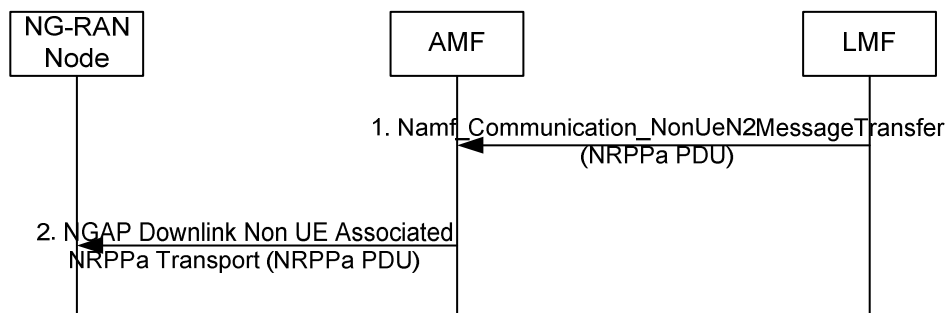 NG-RAN
Node
AMF
LMF
1. Namf_Communication_NonUeN2MessageTransfer
(NRPPa PDU)
2. NGAP Downlink Non UE Associated
NRPPa Transport (NRPPa PDU)